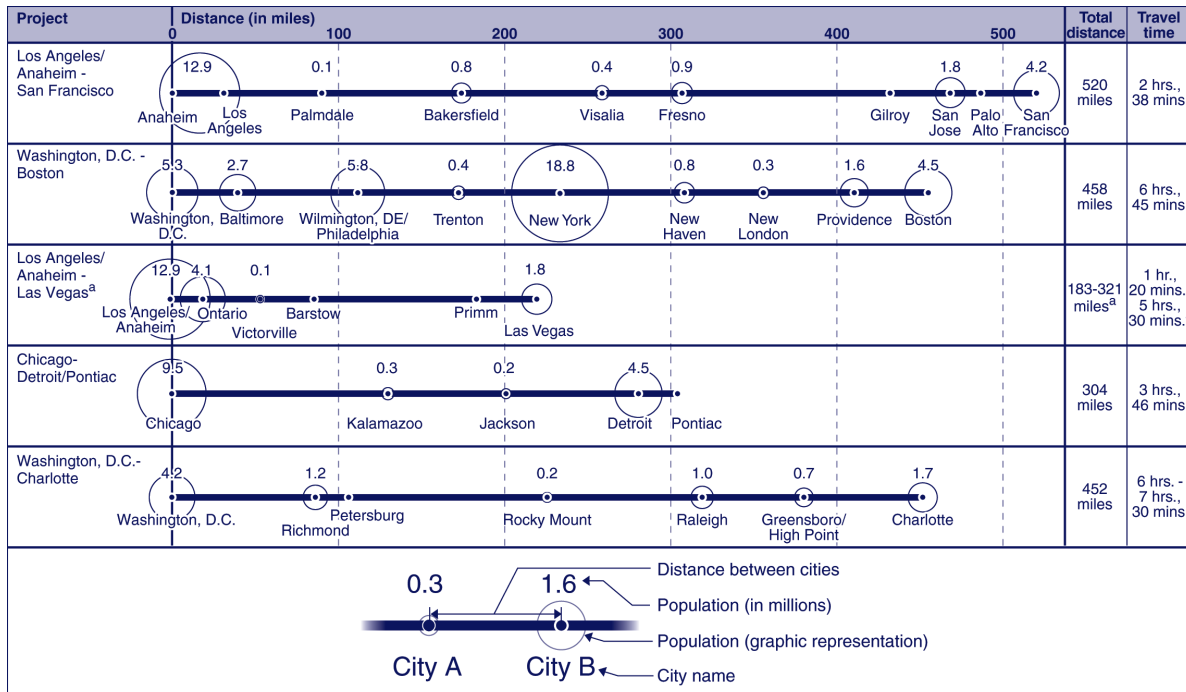 Project Distance (in miles) Total distance Travel time
0 100 200 300 400 500
Los Angeles/
Anaheim -
San Francisco
12.9 0.1 0.8 0.4 0.9 1.8 4.2
Anaheim Los Angeles Palmdale Bakersfield Visalia Fresno Gilroy San Jose Palo Alto San Francisco
520 miles
2 hrs., 38 mins
Washington, D.C. -
Boston
5.3 2.7 5.8 0.4 18.8 0.8 0.3 1.6 4.5
Washington, D.C. Baltimore Wilmington, DE/ Philadelphia Trenton New York New Haven New London Providence Boston
458 miles
6 hrs., 45 mins
Los Angeles/
Anaheim -
Las Vegasa
12.9 4.1 0.1 1.8
Los Angeles/ Anaheim Ontario Victorville Barstow Primm Las Vegas
183-321 milesa
1 hr., 20 mins.- 5 hrs., 30 mins.
Chicago-
Detroit/Pontiac
9.5 0.3 0.2 4.5
Chicago Kalamazoo Jackson Detroit Pontiac
304 miles
3 hrs., 46 mins
Washington, D.C.-
Charlotte
4.2 1.2 0.2 1.0 0.7 1.7
Washington, D.C. Richmond Petersburg Rocky Mount Raleigh Greensboro/ High Point Charlotte
452 miles
6 hrs. - 7 hrs., 30 mins
0.3 1.6
Distance between cities
Population (in millions)
Population (graphic representation)
City A City B
City name